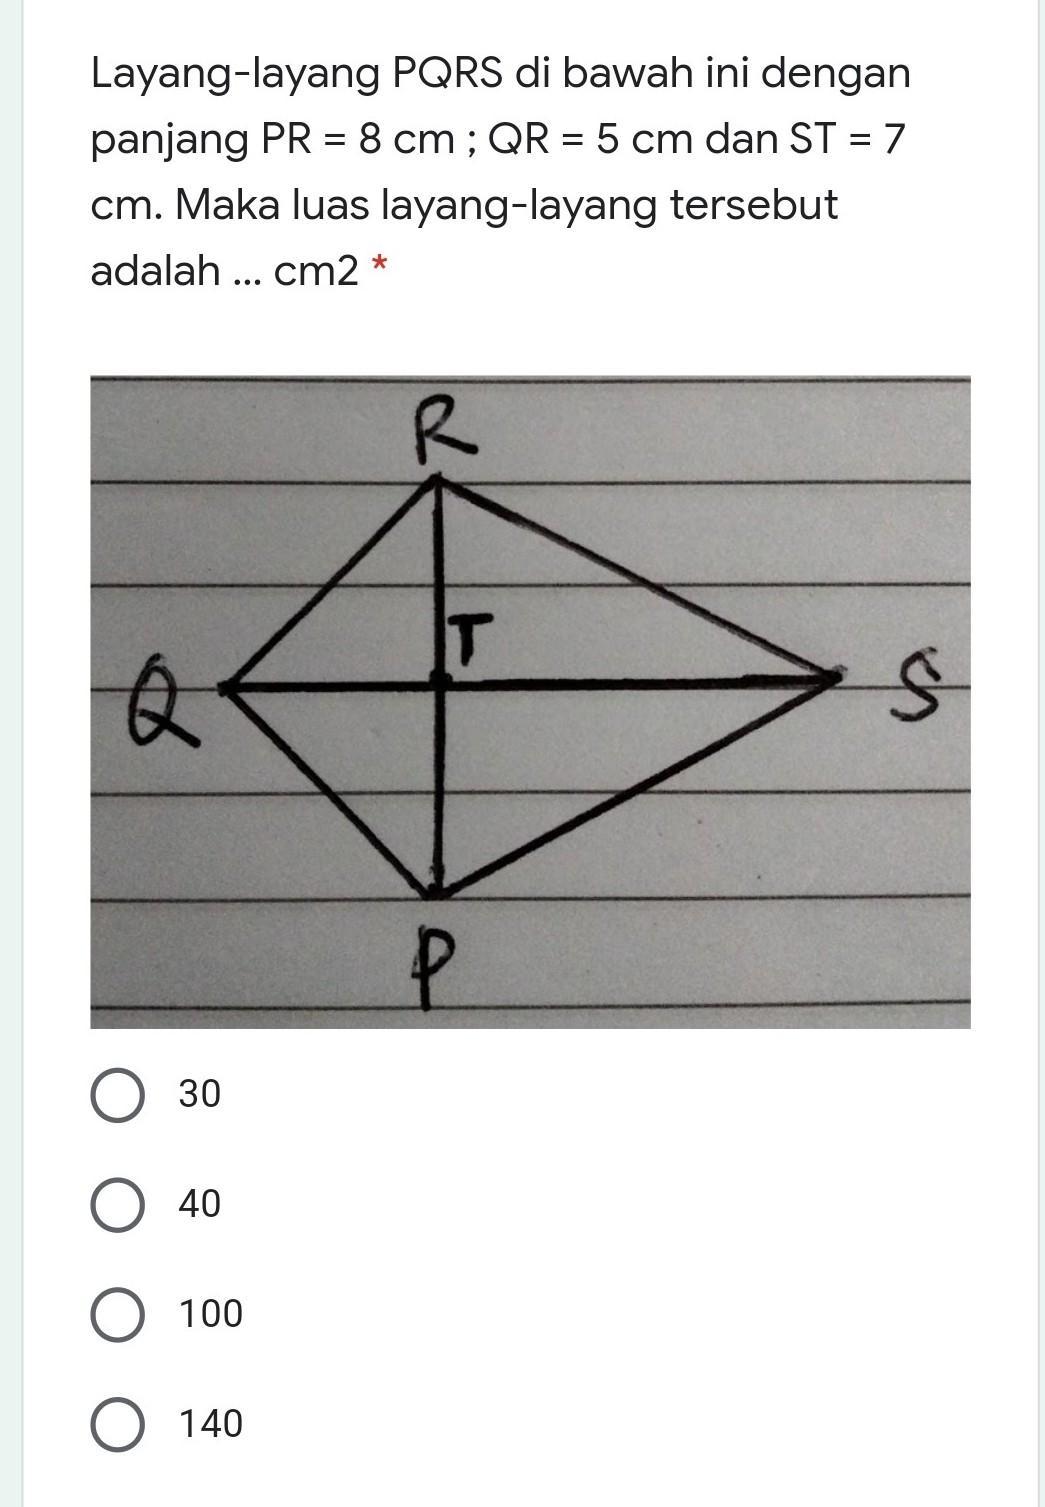 Layang-layang PQRS di bawah ini dengan
panjang PR = 8 cm ; QR = 5 cm dan ST = 7
cm. Maka luas layang-layang tersebut
adalah ... cm2 *
R
T
Q
S
P
30
40
100
140